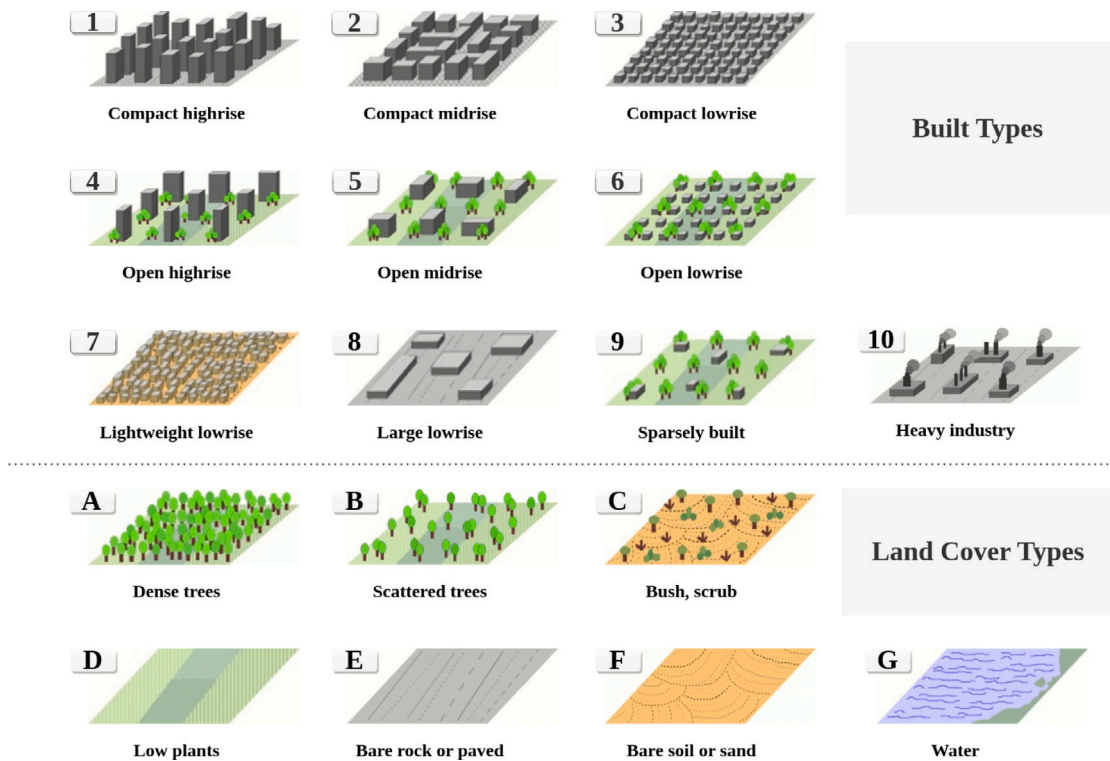 1
2
3
Compact highrise
Compact midrise
Compact lowrise
Built Types
4
5
6
Open highrise
Open midrise
Open lowrise
7
8
9
10
Lightweight lowrise
Large lowrise
Sparsely built
Heavy industry
A
B
C
Dense trees
Scattered trees
Bush, scrub
Land Cover Types
D
E
F
G
Low plants
Bare rock or paved
Bare soil or sand
Water